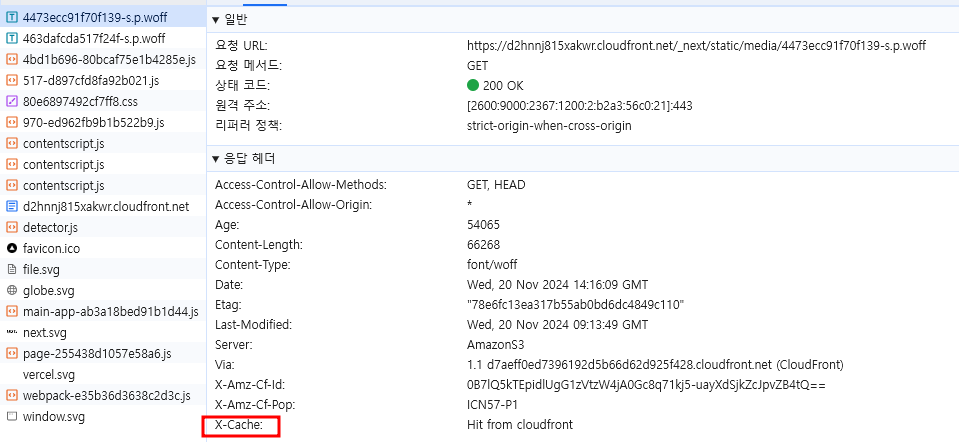 4473ecc91f70f139-s.p.woff
463dafcda517f24f-s.p.woff
4bd1b696-80bcaf75e1b4285e.js
517-d897cfd8fa92b021.js
80e6897492cf7ff8.css
970-ed962fb9b1b522b9.js
contentscript.js
contentscript.js
contentscript.js
d2hnnj815xakwr.cloudfront.net
detector.js
favicon.ico
file.svg
globe.svg
main-app-ab3a18bed91b1d44.js
next.svg
page-255438d1057e58a6.js
vercel.svg
webpack-e35b36d3638c2d3c.js
window.svg
▼ 일반
요청 URL: https://d2hnnj815xakwr.cloudfront.net/_next/static/media/4473ecc91f70f139-s.p.woff
요청 메서드: GET
상태 코드: 200 OK
원격 주소: [2600:9000:2367:1200:2:b2a3:56c0:21]:443
리퍼러 정책: strict-origin-when-cross-origin
▼ 응답 헤더
Access-Control-Allow-Methods: GET, HEAD
Access-Control-Allow-Origin: *
Age: 54065
Content-Length: 66268
Content-Type: font/woff
Date: Wed, 20 Nov 2024 14:16:09 GMT
Etag: "78e6fc13ea317b55ab0bd6dc4849c110"
Last-Modified: Wed, 20 Nov 2024 09:13:49 GMT
Server: AmazonS3
Via: 1.1 d7aeff0ed7396192d5b66d62d925f428.cloudfront.net (CloudFront)
X-Amz-Cf-Id: 0B7lQ5kTEpidlUgG1zVtzW4jA0Gc8q71kj5-uayXdSjkZcJpvZB4tQ==
X-Amz-Cf-Pop: ICN57-P1
X-Cache: Hit from cloudfront